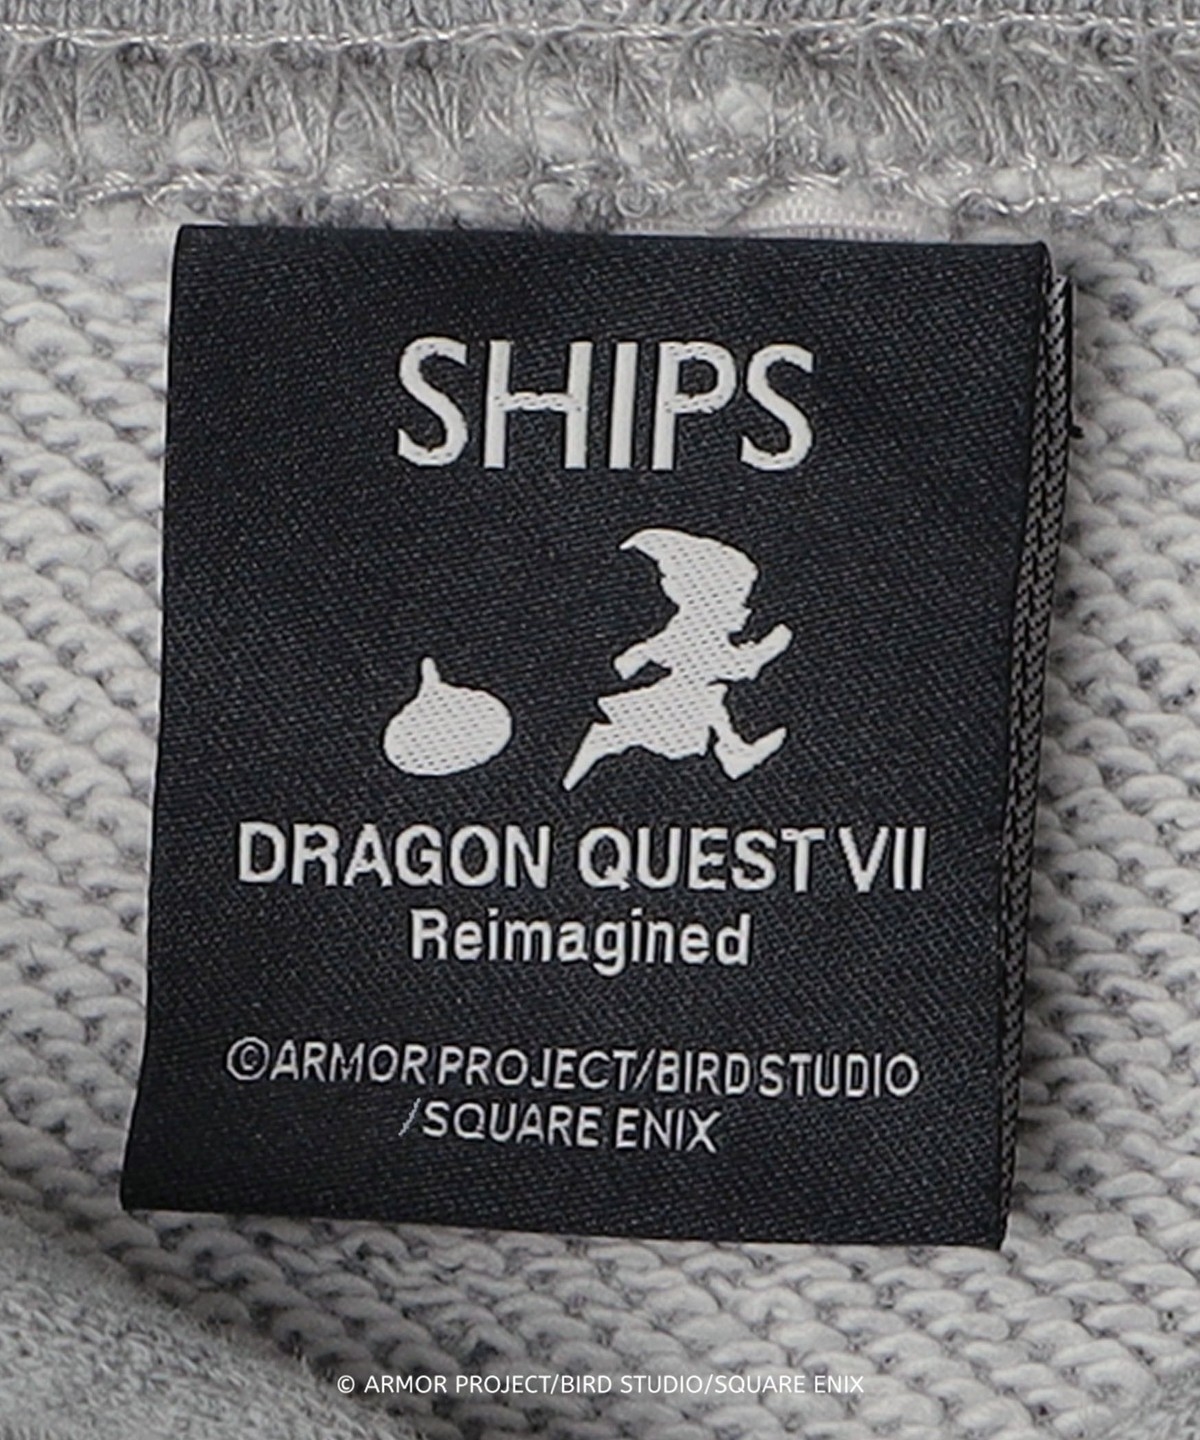 SHIPS
DRAGON QUEST VII
Reimagined
©ARMOR PROJECT/BIRD STUDIO
/SQUARE ENIX
© ARMOR PROJECT/BIRD STUDIO/SQUARE ENIX